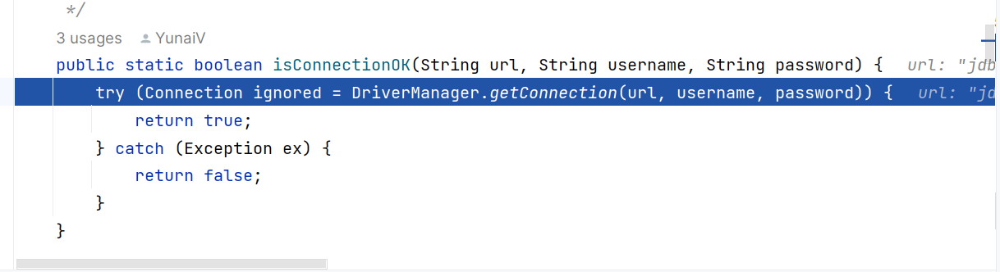 */
3 usages YunaiV
public static boolean isConnectionOK(String url, String username, String password) { url: "jdb
try (Connection ignored = DriverManager.getConnection(url, username, password)) { url: "jd
return true;
} catch (Exception ex) {
return false;
}
}